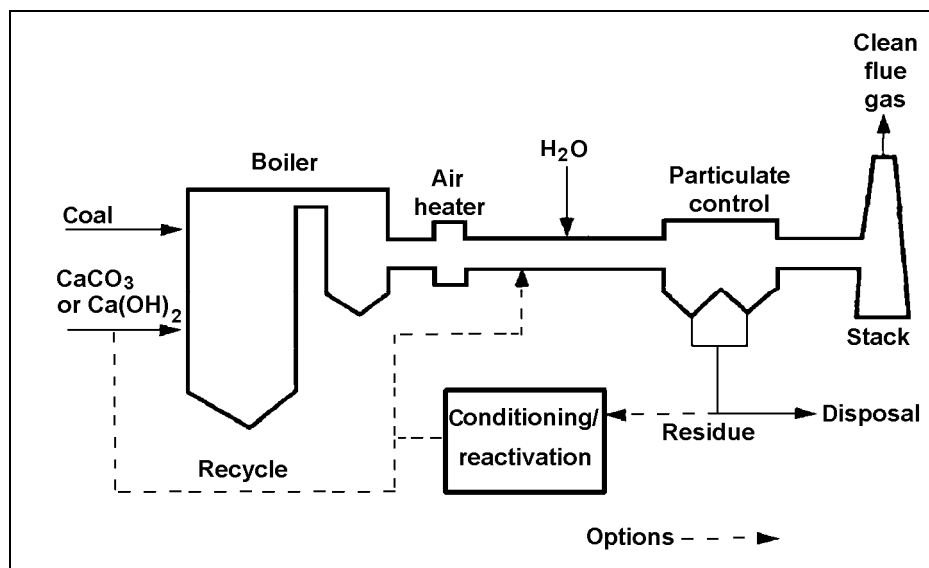 Clean
flue
gas
H₂O
Boiler
Air
heater
Particulate
control
Coal
CaCO₃
or Ca(OH)₂
Stack
Conditioning/
reactivation
Disposal
Residue
Recycle
Options